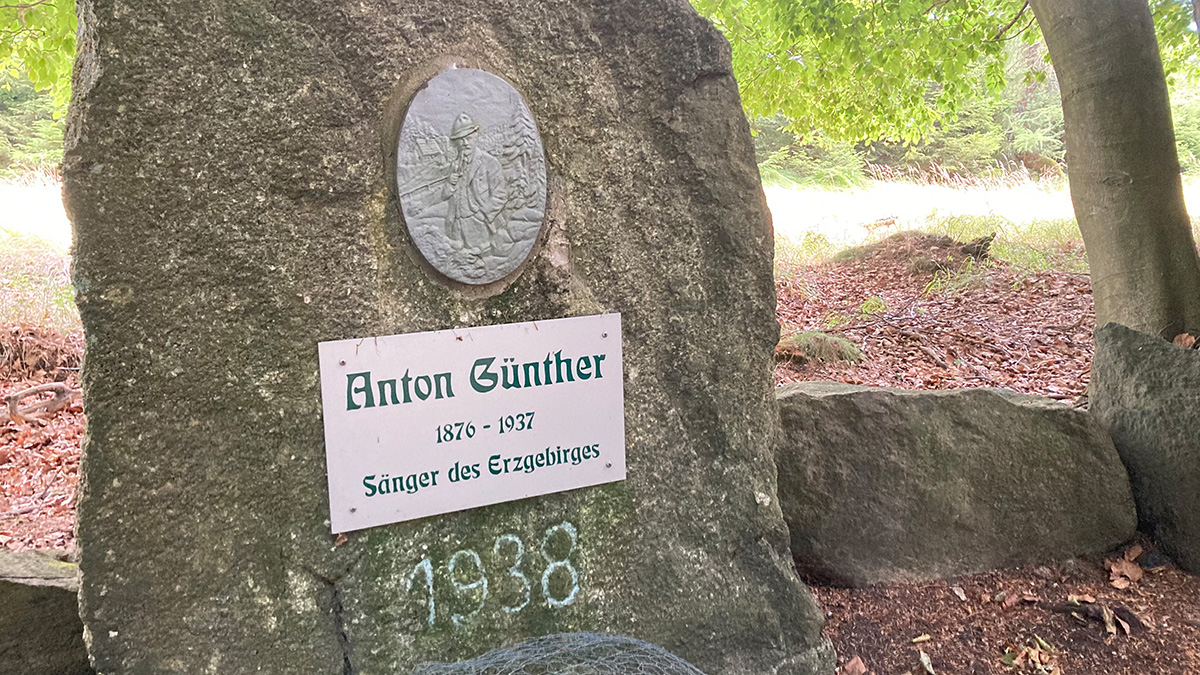 Anton Günther
1876 - 1937
Sänger des Erzgebirges
1938